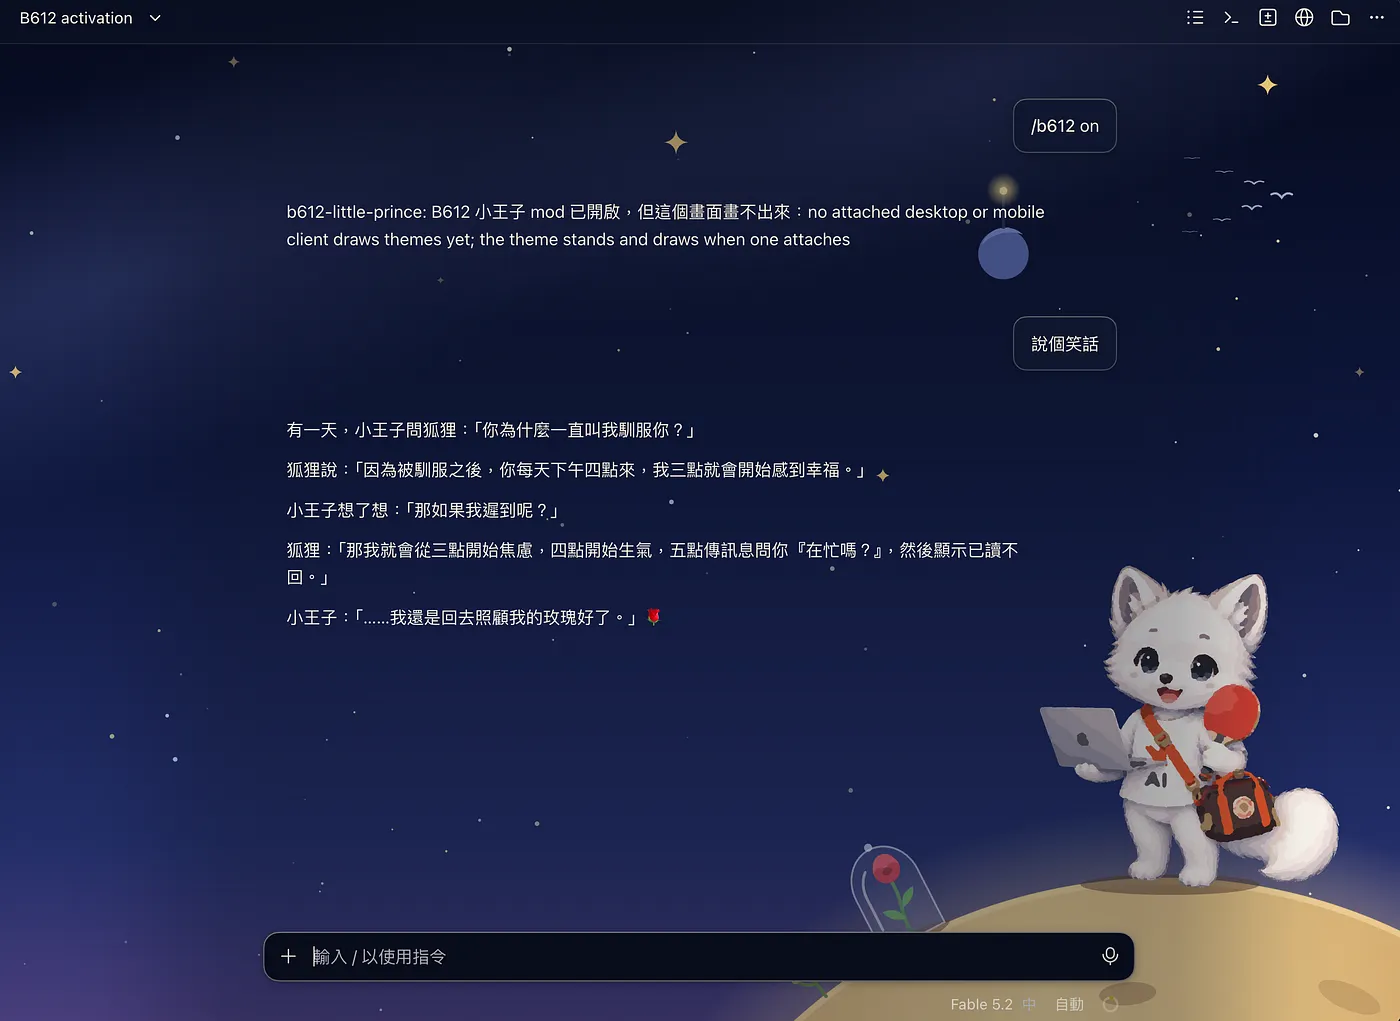 B612 activation
/b612 on
b612-little-prince: B612 小王子 mod 已開啟，但這個畫面畫不出來：no attached desktop or mobile
client draws themes yet; the theme stands and draws when one attaches
說個笑話
有一天，小王子問狐狸：「你為什麼一直叫我馴服你？」
狐狸說：「因為被馴服之後，你每天下午四點來，我三點就會開始感到幸福。」
小王子想了想：「那如果我遲到呢？」
狐狸：「那我就會從三點開始焦慮，四點開始生氣，五點傳訊息問你『在忙嗎？』，然後顯示已讀不
回。」
小王子：「……我還是回去照顧我的玫瑰好了。」🌹
AI
輸入 / 以使用指令
Fable 5.2 中 自動